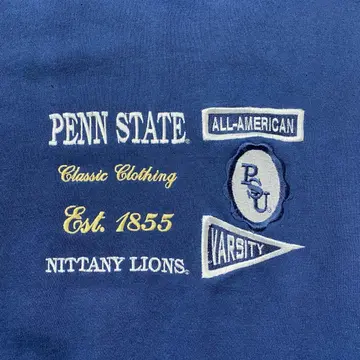 PENN STATE®
Classic Clothing
Est. 1855
NITTANY LIONS®
ALL-AMERICAN
PSU
VARSITY